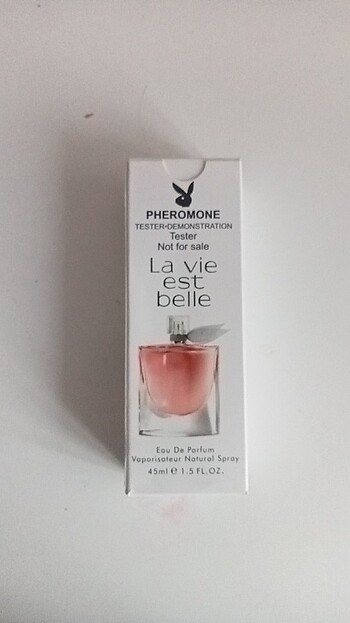 PHEROMONE
TESTER•DEMONSTRATION
Tester
Not for sale
La vie
est
belle
Eau De Parfum
Vaporisateur Natural Spray
45ml ℮ 1.5 FL.OZ.